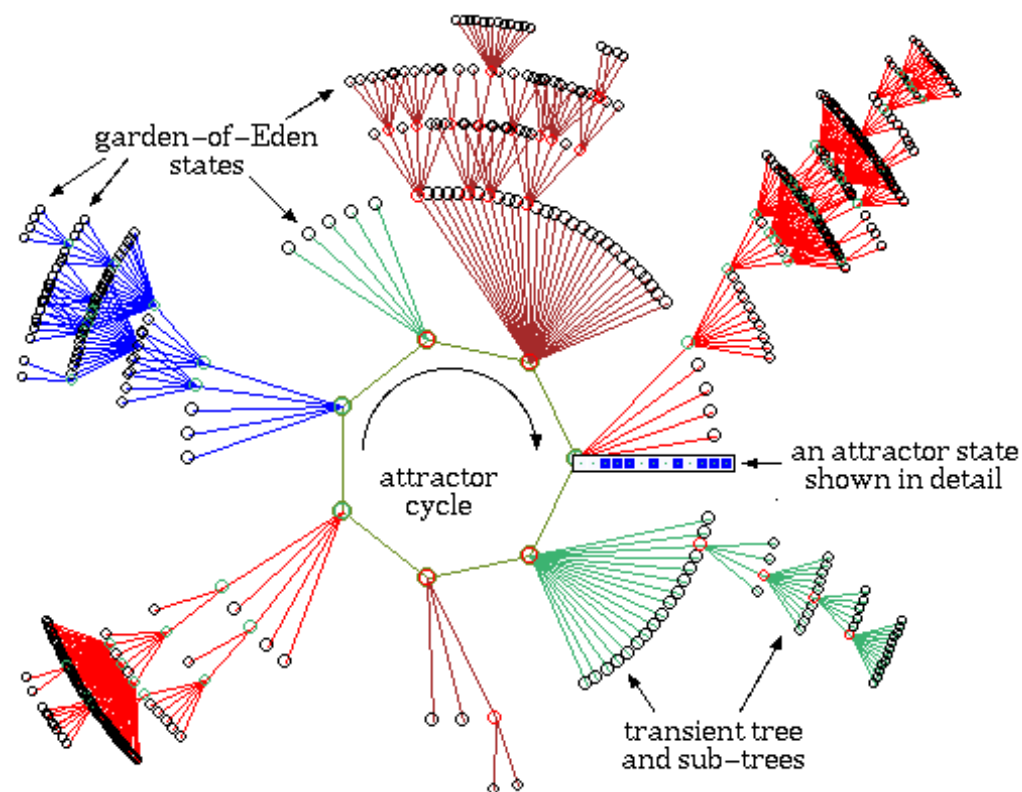 garden-of-Eden
states
attractor
cycle
an attractor state
shown in detail
transient tree
and sub-trees